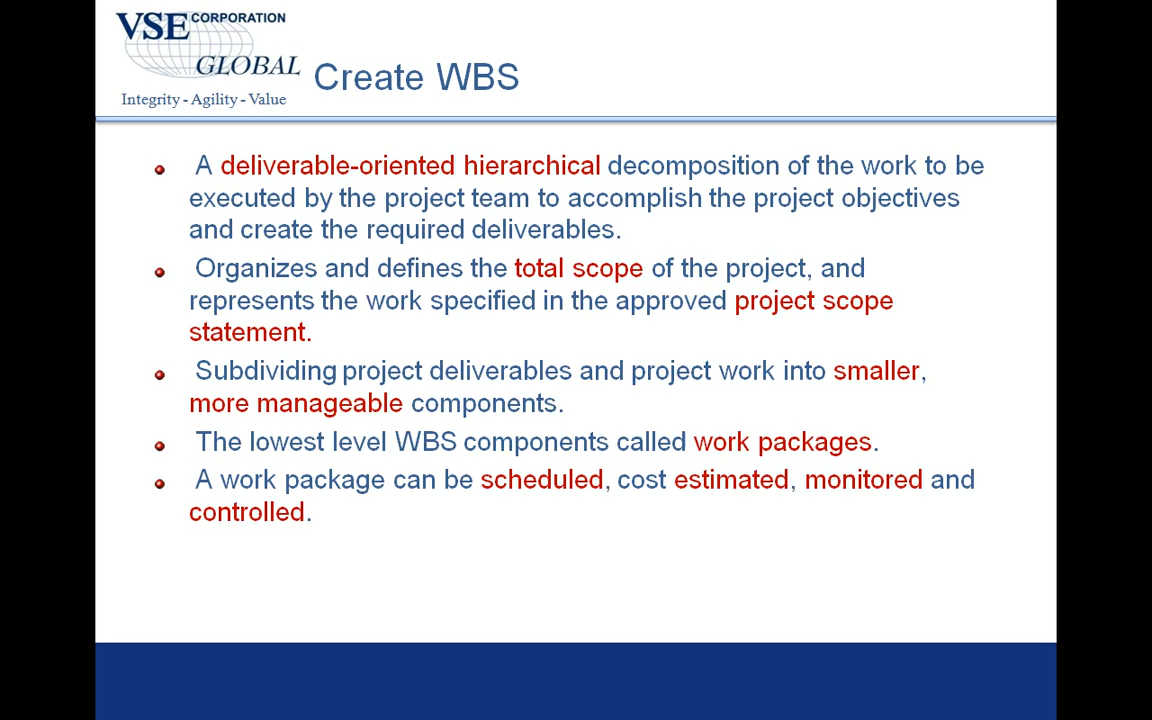 VSE CORPORATION
GLOBAL
Integrity - Agility - Value
Create WBS
A deliverable-oriented hierarchical decomposition of the work to be
executed by the project team to accomplish the project objectives
and create the required deliverables.
Organizes and defines the total scope of the project, and
represents the work specified in the approved project scope
statement.
Subdividing project deliverables and project work into smaller,
more manageable components.
The lowest level WBS components called work packages.
A work package can be scheduled, cost estimated, monitored and
controlled.